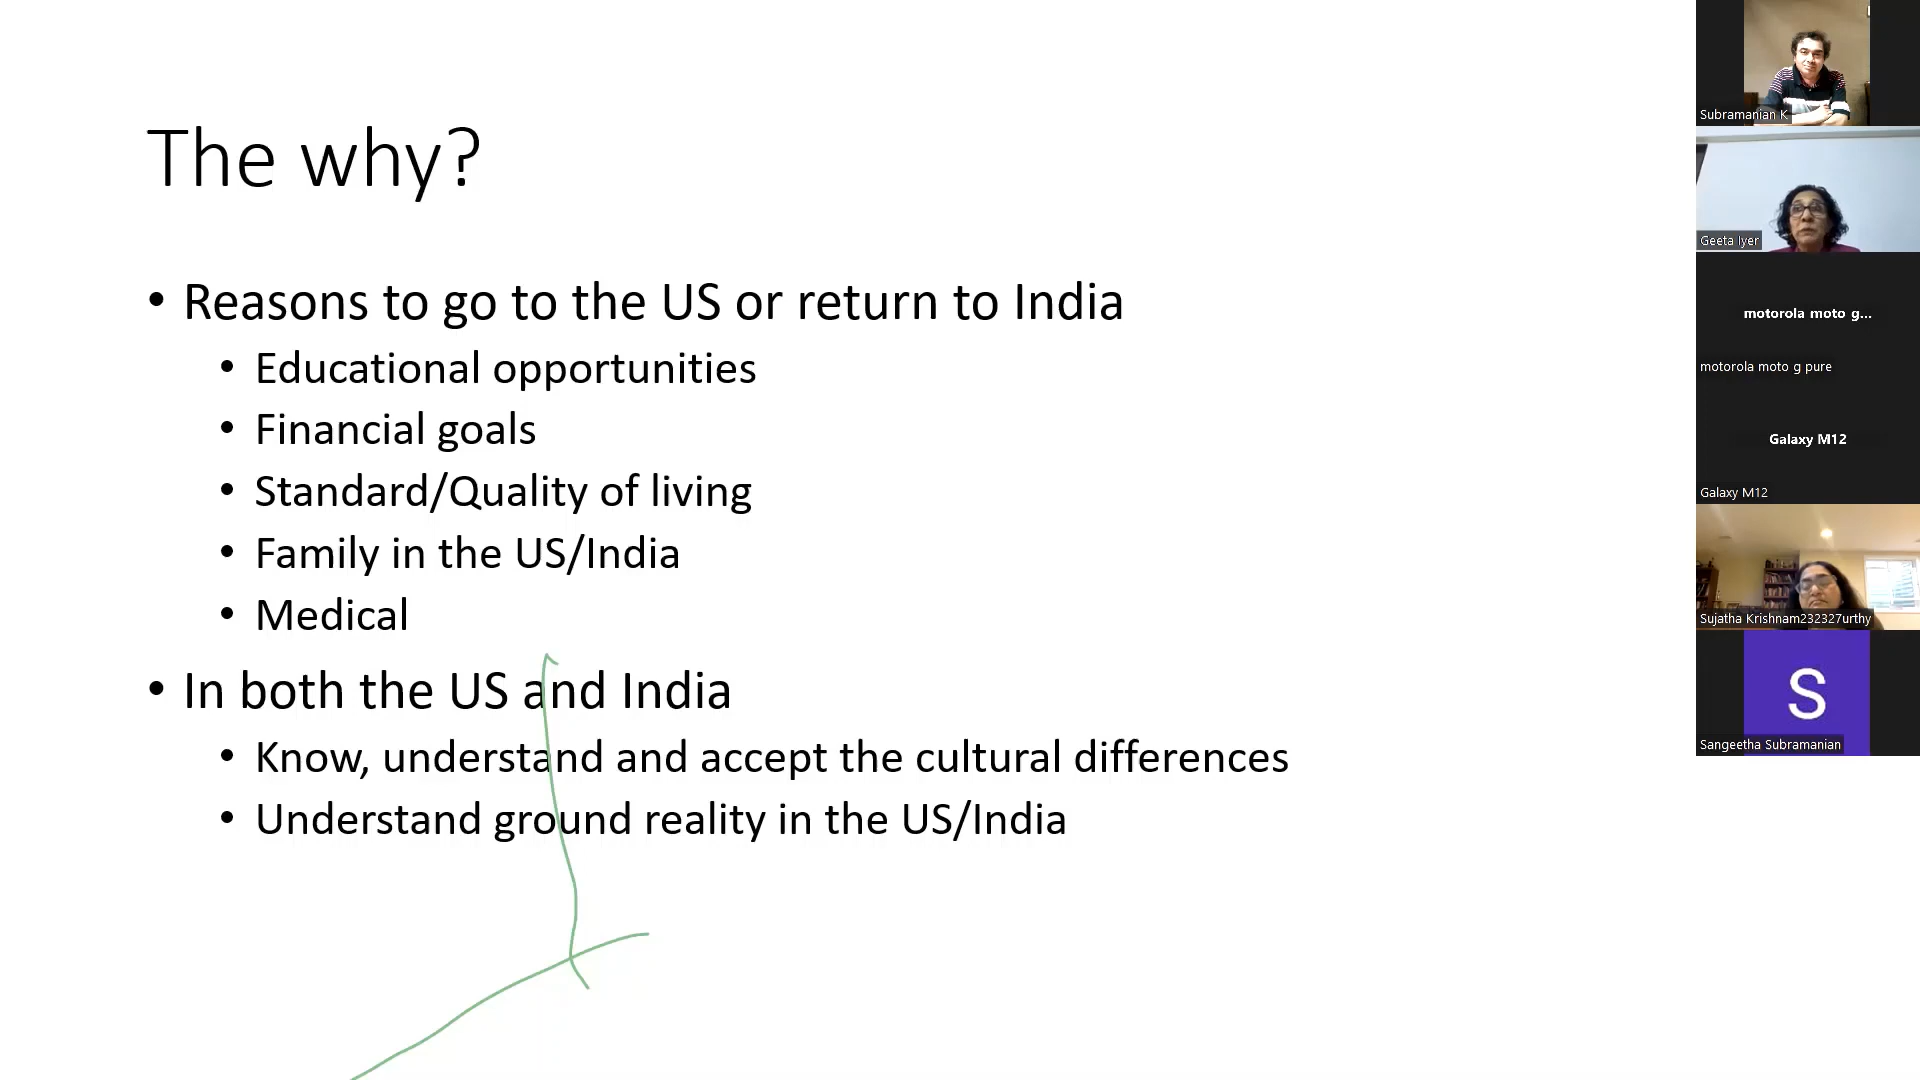 The why?
• Reasons to go to the US or return to India
• Educational opportunities
• Financial goals
• Standard/Quality of living
• Family in the US/India
• Medical
• In both the US and India
• Know, understand and accept the cultural differences
• Understand ground reality in the US/India
Subramanian K
Geeta Iyer
motorola moto g...
motorola moto g pure
Galaxy M12
Galaxy M12
Sujatha Krishnam232327urthy
S
Sangeetha Subramanian